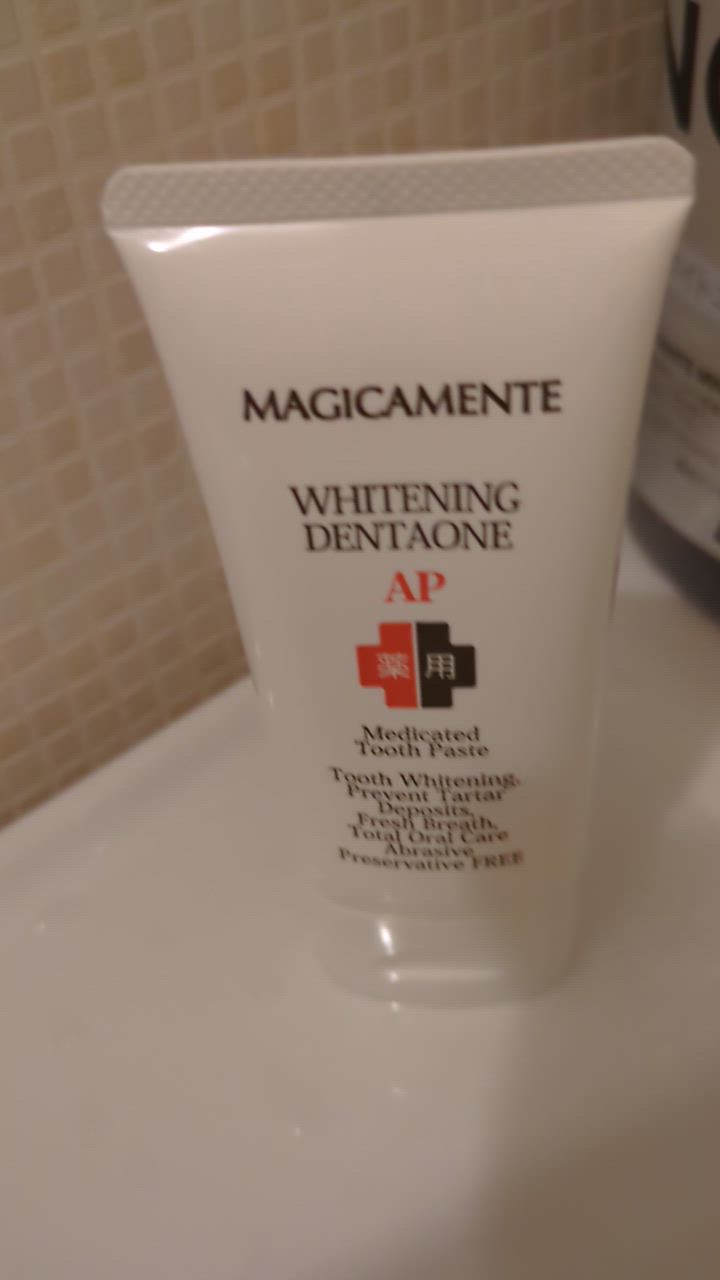 MAGICAMENTE
WHITENING
DENTAONE
AP
薬用
Medicated
Tooth Paste
Tooth Whitening,
Prevent Tartar
Deposits,
Fresh Breath,
Total Oral Care
Abrasive
Preservative FREE